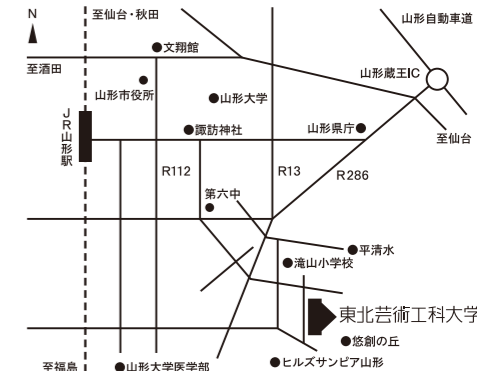 N
至仙台・秋田
山形自動車道
文翔館
至酒田
山形蔵王IC
山形市役所
山形大学
JR山形駅
諏訪神社
山形県庁
至仙台
R112
R13
R286
第六中
平清水
滝山小学校
東北芸術工科大学
悠創の丘
至福島
山形大学医学部
ヒルズサンピア山形